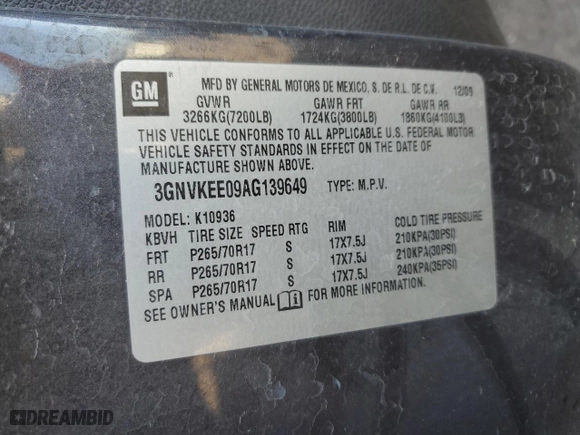 GM
MFD BY GENERAL MOTORS DE MEXICO, S. DE R.L. DE C.V. 12/09
GVWR GAWR FRT GAWR RR
3266KG(7200LB) 1724KG(3800LB) 1860KG(4100LB)
THIS VEHICLE CONFORMS TO ALL APPLICABLE U.S. FEDERAL MOTOR
VEHICLE SAFETY STANDARDS IN EFFECT ON THE DATE OF
MANUFACTURE SHOWN ABOVE.
3GNVKEE09AG139649 TYPE: M.P.V.
MODEL: K10936
KBVH TIRE SIZE SPEED RTG RIM COLD TIRE PRESSURE
FRT P265/70R17 S 17X7.5J 210KPA(30PSI)
RR P265/70R17 S 17X7.5J 210KPA(30PSI)
SPA P265/70R17 S 17X7.5J 240KPA(35PSI)
SEE OWNER'S MANUAL FOR MORE INFORMATION.
DREAMBID